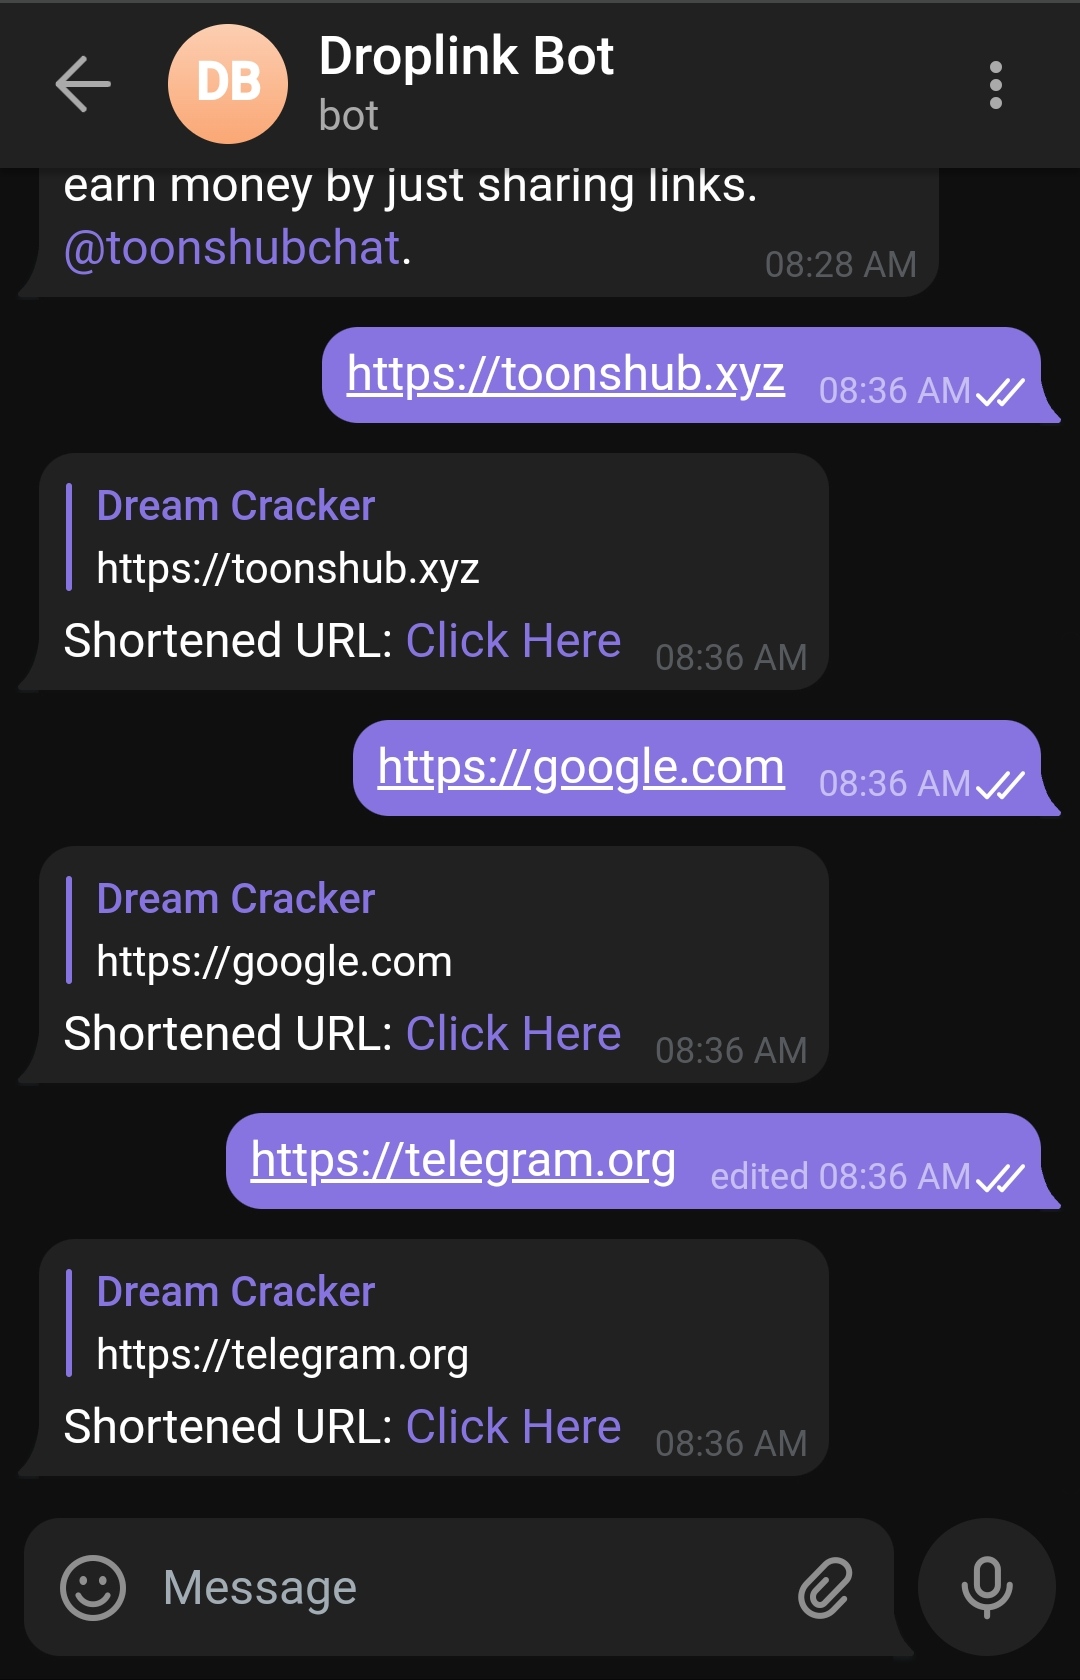 DB
Droplink Bot
bot
earn money by just sharing links.
@toonshubchat.
08:28 AM
https://toonshub.xyz 08:36 AM
Dream Cracker
https://toonshub.xyz
Shortened URL: Click Here 08:36 AM
https://google.com 08:36 AM
Dream Cracker
https://google.com
Shortened URL: Click Here 08:36 AM
https://telegram.org edited 08:36 AM
Dream Cracker
https://telegram.org
Shortened URL: Click Here 08:36 AM
Message